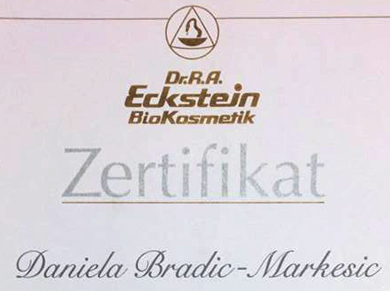 Dr.R.A.
Eckstein
BioKosmetik
Zertifikat
Daniela Bradic-Markesic